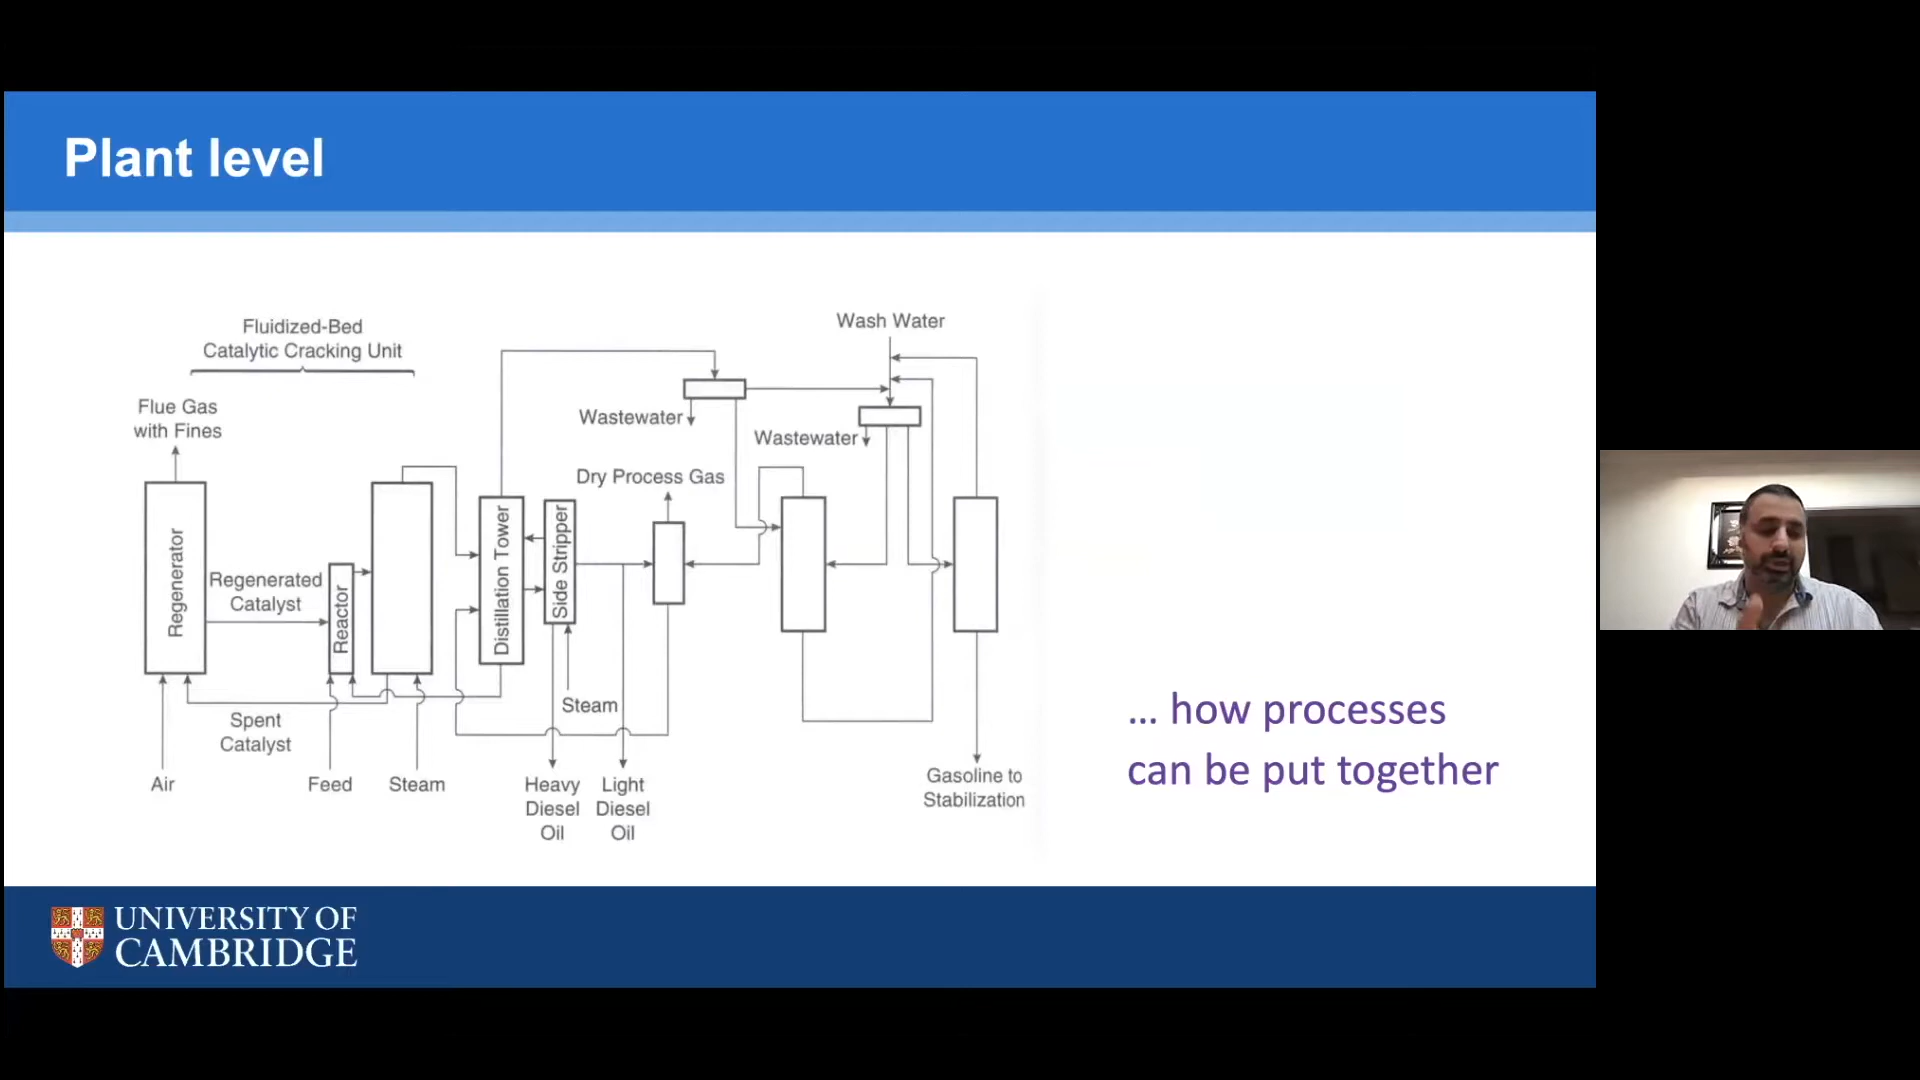 Plant level
Fluidized-Bed
Catalytic Cracking Unit
Flue Gas
with Fines
Regenerator
Regenerated
Catalyst
Reactor
Spent
Catalyst
Air
Feed
Steam
Distillation Tower
Side Stripper
Steam
Heavy
Diesel
Oil
Light
Diesel
Oil
Dry Process Gas
Wastewater
Wastewater
Wash Water
Gasoline to
Stabilization
... how processes
can be put together
UNIVERSITY OF
CAMBRIDGE